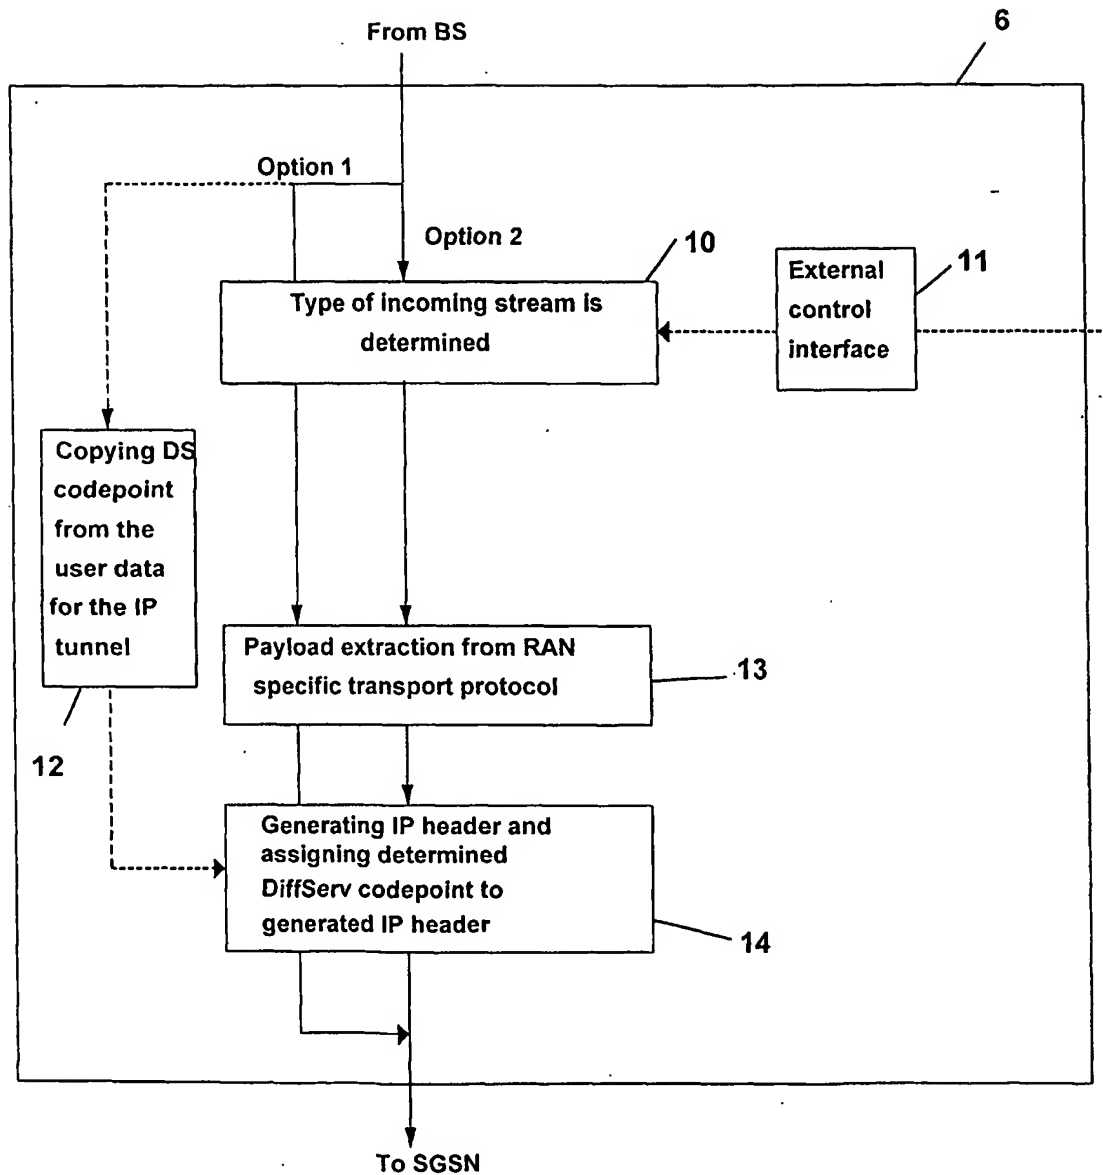 From BS
6
Option 1
Option 2
10
Type of incoming stream is
determined
External
control
interface
11
Copying DS
codepoint
from the
user data
for the IP
tunnel
12
Payload extraction from RAN
specific transport protocol
13
Generating IP header and
assigning determined
DiffServ codepoint to
generated IP header
14
To SGSN